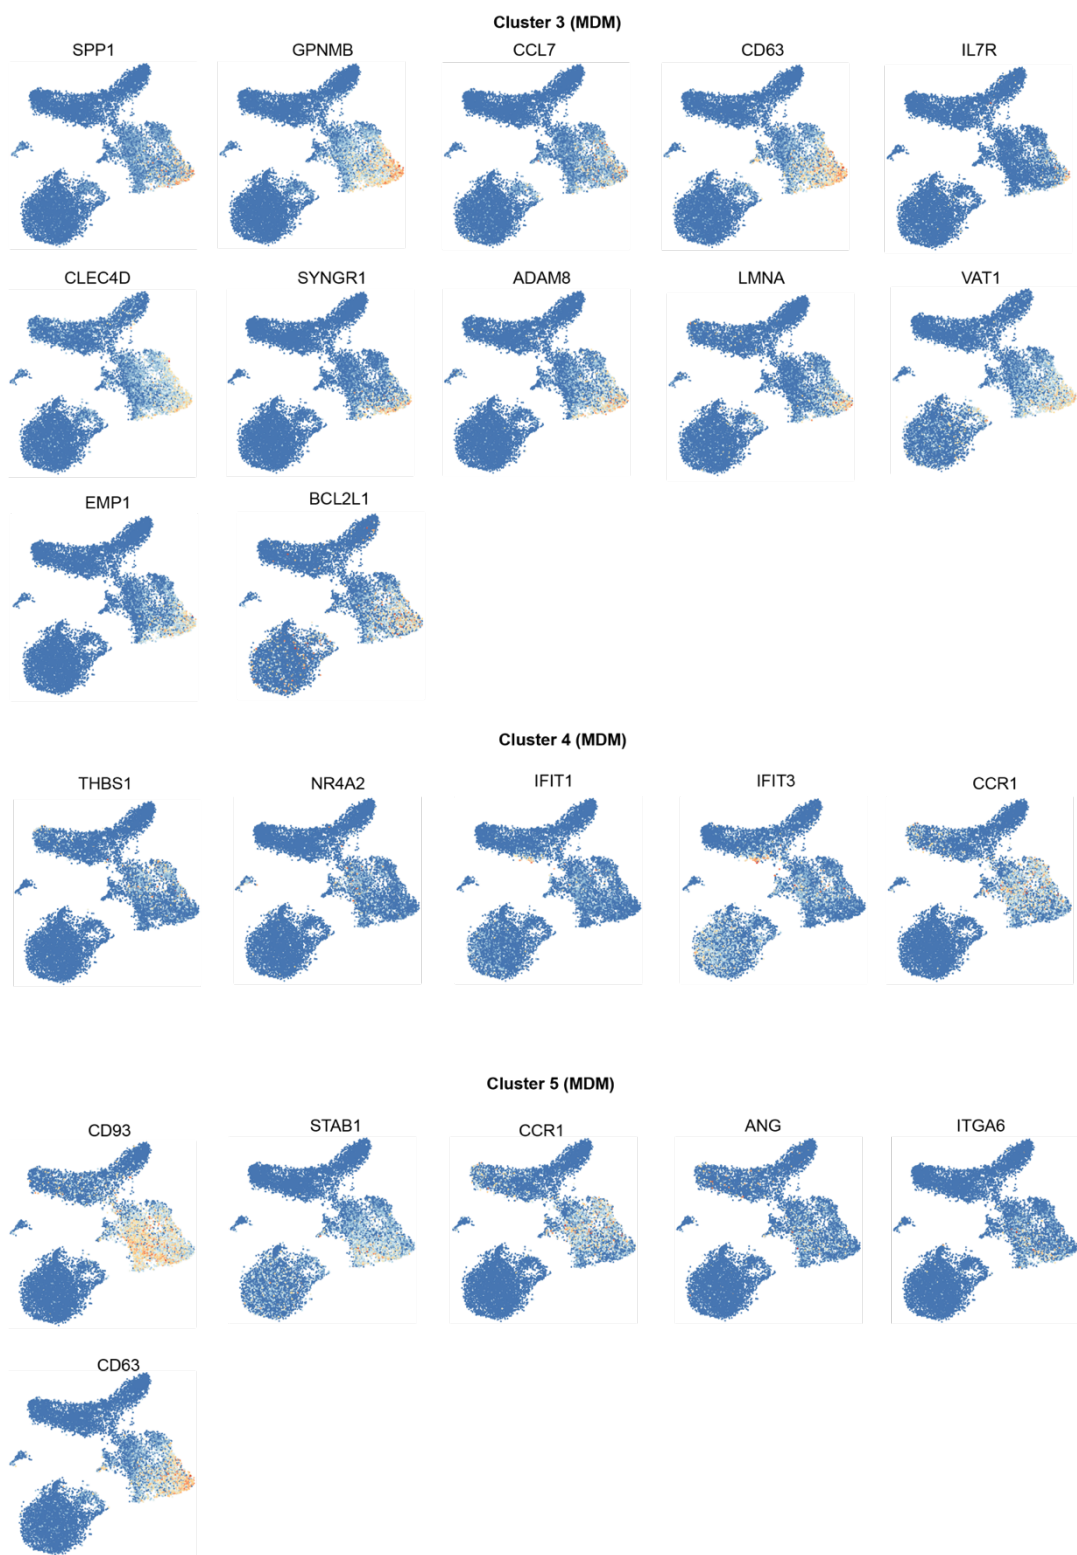 Cluster 3 (MDM)
SPP1 GPNMB CCL7 CD63 IL7R
CLEC4D SYNGR1 ADAM8 LMNA VAT1
EMP1 BCL2L1
Cluster 4 (MDM)
THBS1 NR4A2 IFIT1 IFIT3 CCR1
Cluster 5 (MDM)
CD93 STAB1 CCR1 ANG ITGA6
CD63